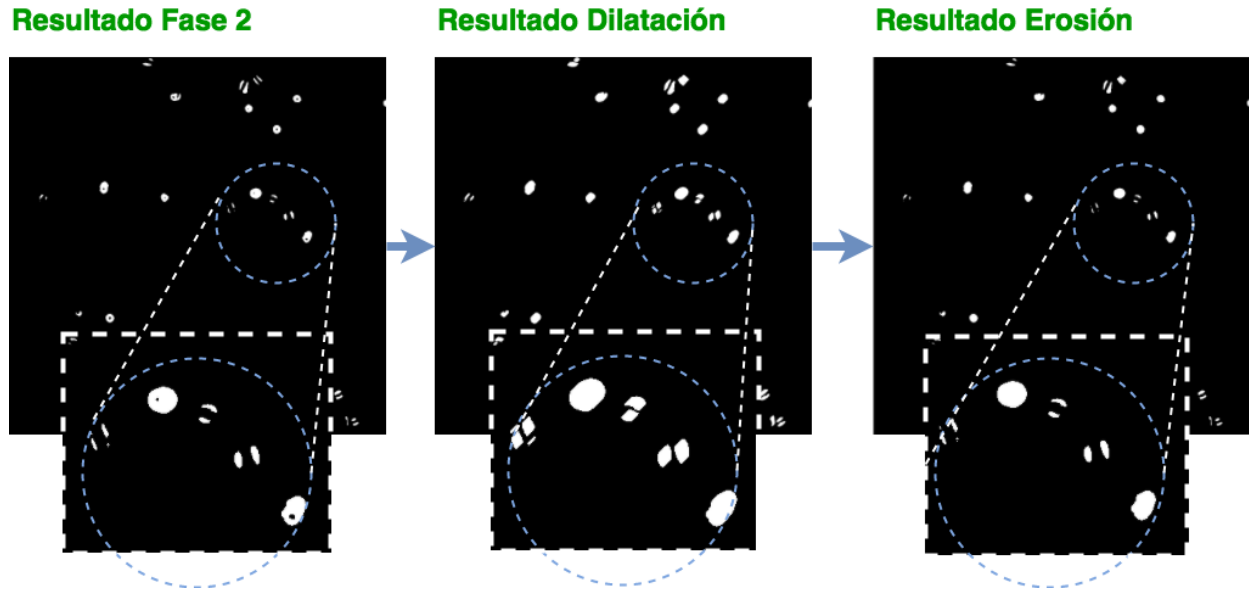 Resultado Fase 2
Resultado Dilatación
Resultado Erosión